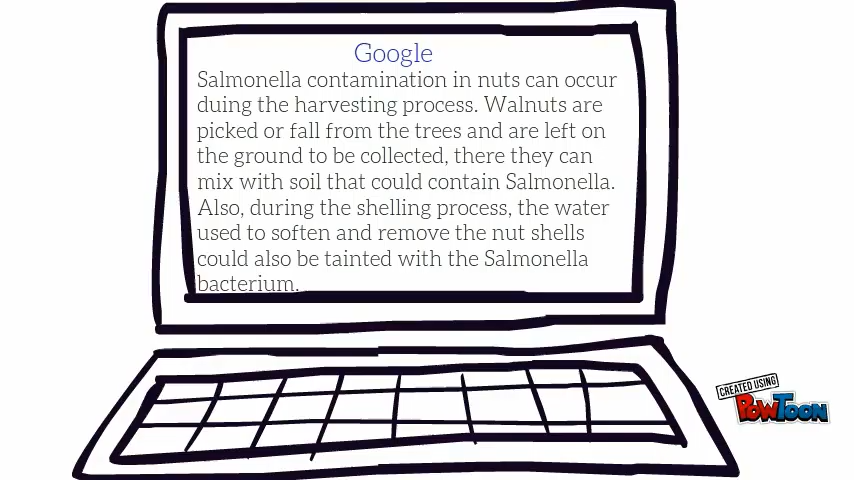 Google
Salmonella contamination in nuts can occur
duing the harvesting process. Walnuts are
picked or fall from the trees and are left on
the ground to be collected, there they can
mix with soil that could contain Salmonella.
Also, during the shelling process, the water
used to soften and remove the nut shells
could also be tainted with the Salmonella
bacterium.
CREATED USING
POWTOON